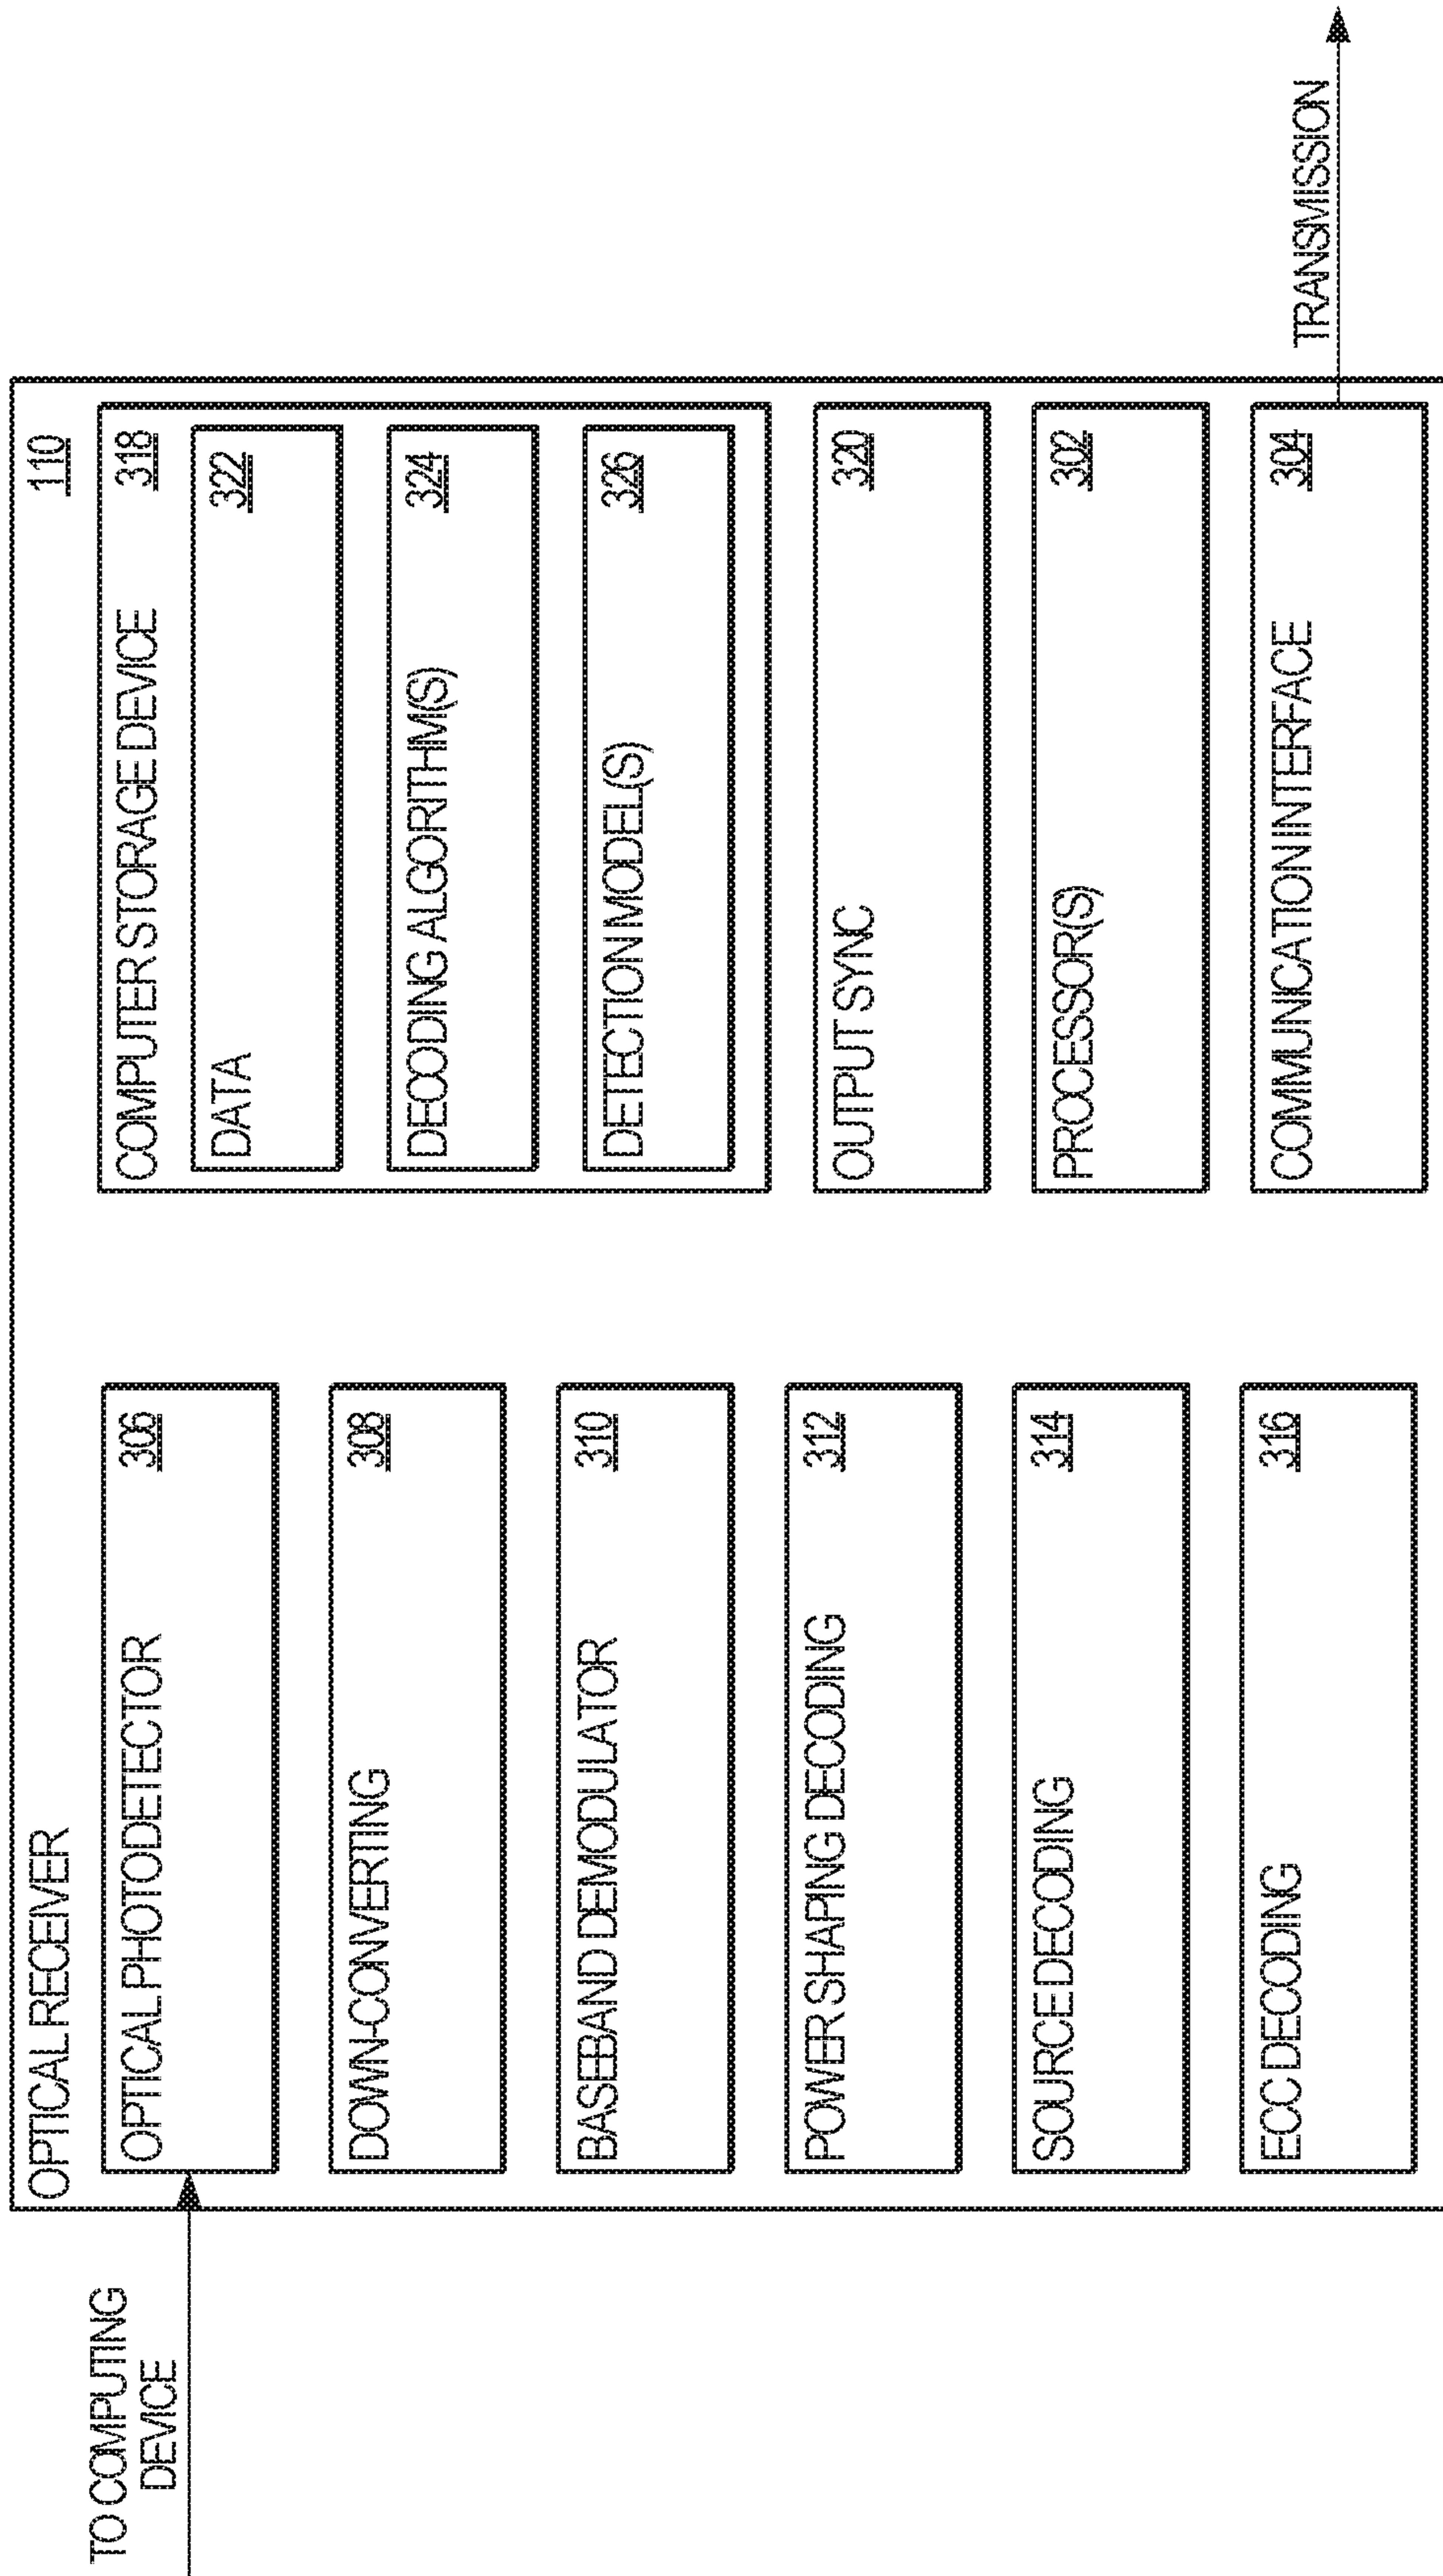 TO COMPUTING
DEVICE
OPTICAL RECEIVER
110
OPTICAL PHOTODETECTOR
306
DOWN-CONVERTING
308
BASEBAND DEMODULATOR
310
POWER SHAPING DECODING
312
SOURCE DECODING
314
ECC DECODING
316
COMPUTER STORAGE DEVICE
318
DATA
322
DECODING ALGORITHM(S)
324
DETECTION MODEL(S)
326
OUTPUT SYNC
320
PROCESSOR(S)
302
COMMUNICATION INTERFACE
304
TRANSMISSION